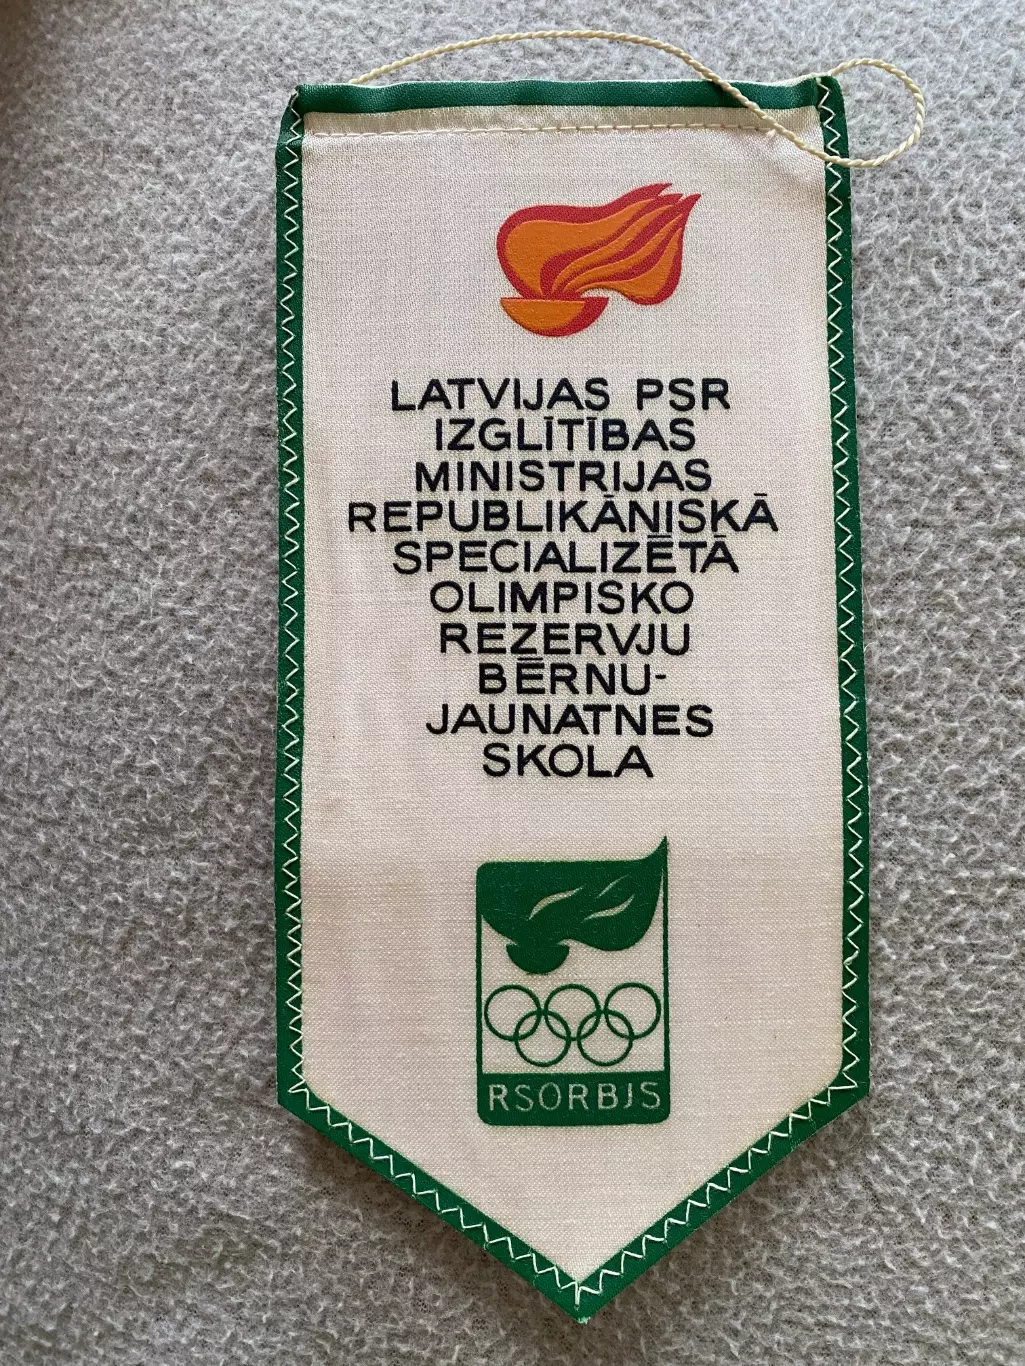 LATVIJAS PSR
IZGLĪTĪBAS
MINISTRIJAS
REPUBLIKĀNISKĀ
SPECIALIZĒTĀ
OLIMPISKO
REZERVJU
BĒRNU-
JAUNATNES
SKOLA
RSORBJS